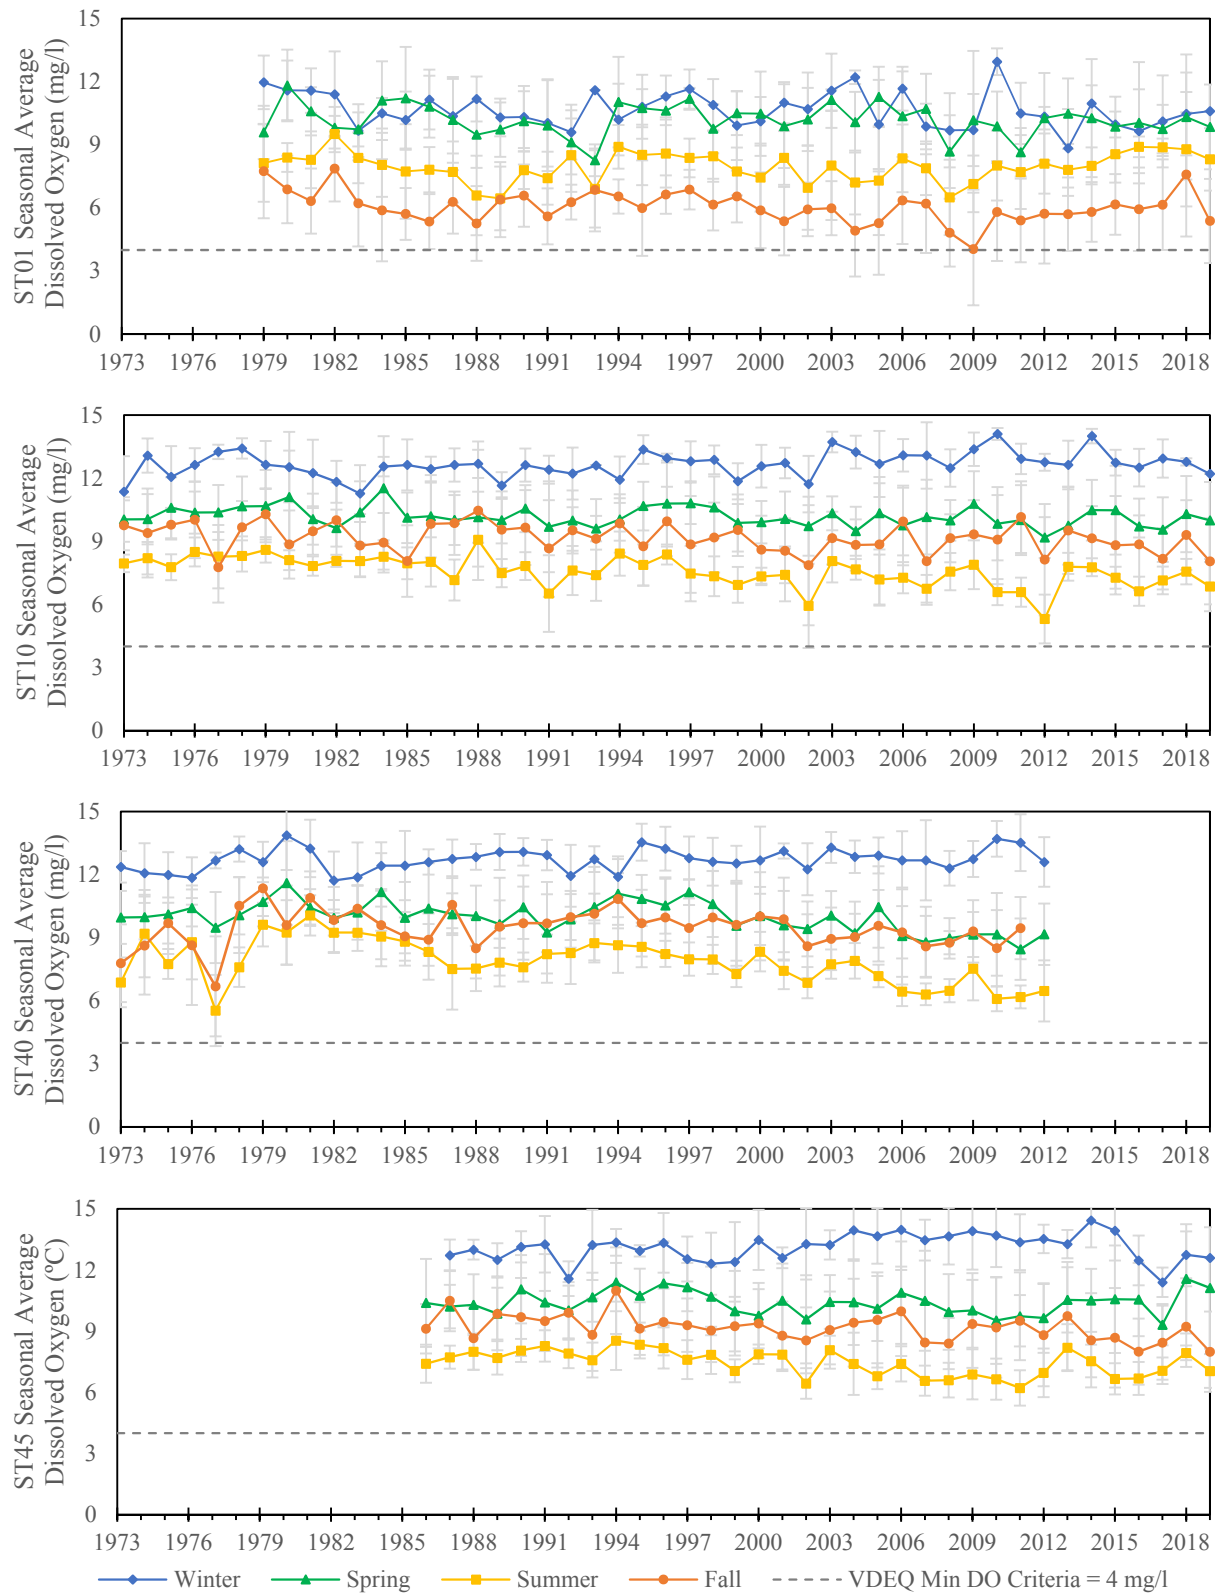 ST01 Seasonal Average
Dissolved Oxygen (mg/l)
15
12
9
6
3
0
1973 1976 1979 1982 1985 1988 1991 1994 1997 2000 2003 2006 2009 2012 2015 2018
ST10 Seasonal Average
Dissolved Oxygen (mg/l)
15
12
9
6
3
0
1973 1976 1979 1982 1985 1988 1991 1994 1997 2000 2003 2006 2009 2012 2015 2018
ST40 Seasonal Average
Dissolved Oxygen (mg/l)
15
12
9
6
3
0
1973 1976 1979 1982 1985 1988 1991 1994 1997 2000 2003 2006 2009 2012 2015 2018
ST45 Seasonal Average
Dissolved Oxygen (°C)
15
12
9
6
3
0
1973 1976 1979 1982 1985 1988 1991 1994 1997 2000 2003 2006 2009 2012 2015 2018
Winter Spring Summer Fall VDEQ Min DO Criteria = 4 mg/l